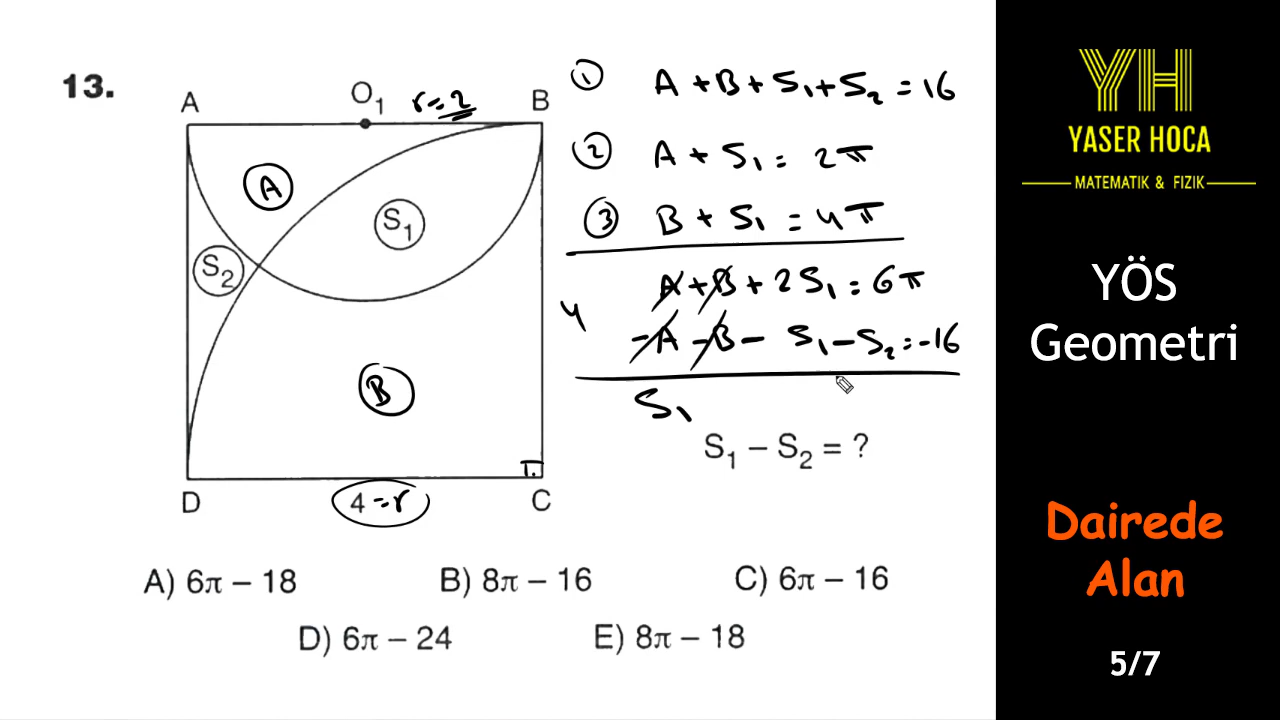 13.
A
O₁
r=2
B
A
S₁
S₂
B
D
4=r
C
① A + B + S₁ + S₂ = 16
② A + S₁ = 2π
③ B + S₁ = 4π
A + B + 2S₁ = 6π
-A - B - S₁ - S₂ = -16
S₁
S₁ – S₂ = ?
A) 6π – 18
B) 8π – 16
C) 6π – 16
D) 6π – 24
E) 8π – 18
YH
YASER HOCA
MATEMATIK & FIZIK
YÖS
Geometri
Dairede
Alan
5/7